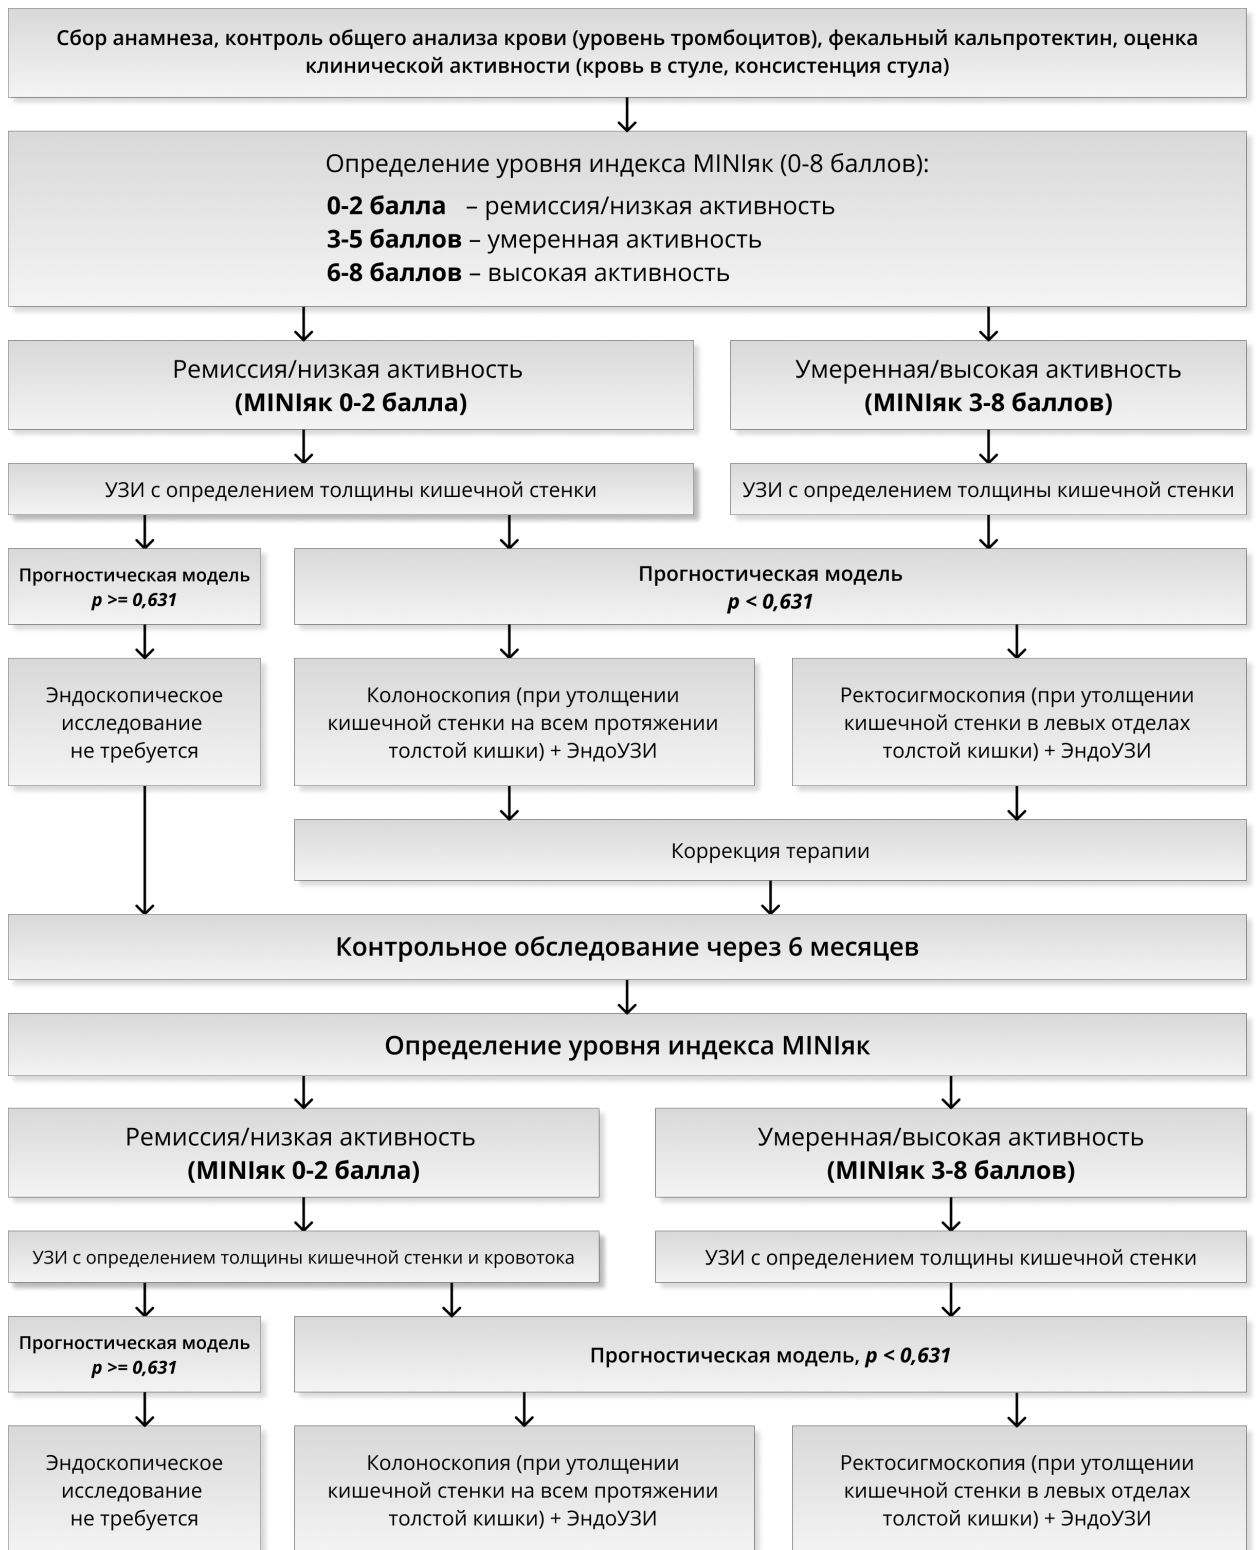 Сбор анамнеза, контроль общего анализа крови (уровень тромбоцитов), фекальный кальпротектин, оценка
клинической активности (кровь в стуле, консистенция стула)
Определение уровня индекса MINIяк (0-8 баллов):
0-2 балла – ремиссия/низкая активность
3-5 баллов – умеренная активность
6-8 баллов – высокая активность
Ремиссия/низкая активность
(MINIяк 0-2 балла)
Умеренная/высокая активность
(MINIяк 3-8 баллов)
УЗИ с определением толщины кишечной стенки
УЗИ с определением толщины кишечной стенки
Прогностическая модель
p >= 0,631
Прогностическая модель
p < 0,631
Эндоскопическое
исследование
не требуется
Колоноскопия (при утолщении
кишечной стенки на всем протяжении
толстой кишки) + ЭндоУЗИ
Ректосигмоскопия (при утолщении
кишечной стенки в левых отделах
толстой кишки) + ЭндоУЗИ
Коррекция терапии
Контрольное обследование через 6 месяцев
Определение уровня индекса MINIяк
Ремиссия/низкая активность
(MINIяк 0-2 балла)
Умеренная/высокая активность
(MINIяк 3-8 баллов)
УЗИ с определением толщины кишечной стенки и кровотока
УЗИ с определением толщины кишечной стенки
Прогностическая модель
p >= 0,631
Прогностическая модель, p < 0,631
Эндоскопическое
исследование
не требуется
Колоноскопия (при утолщении
кишечной стенки на всем протяжении
толстой кишки) + ЭндоУЗИ
Ректосигмоскопия (при утолщении
кишечной стенки в левых отделах
толстой кишки) + ЭндоУЗИ